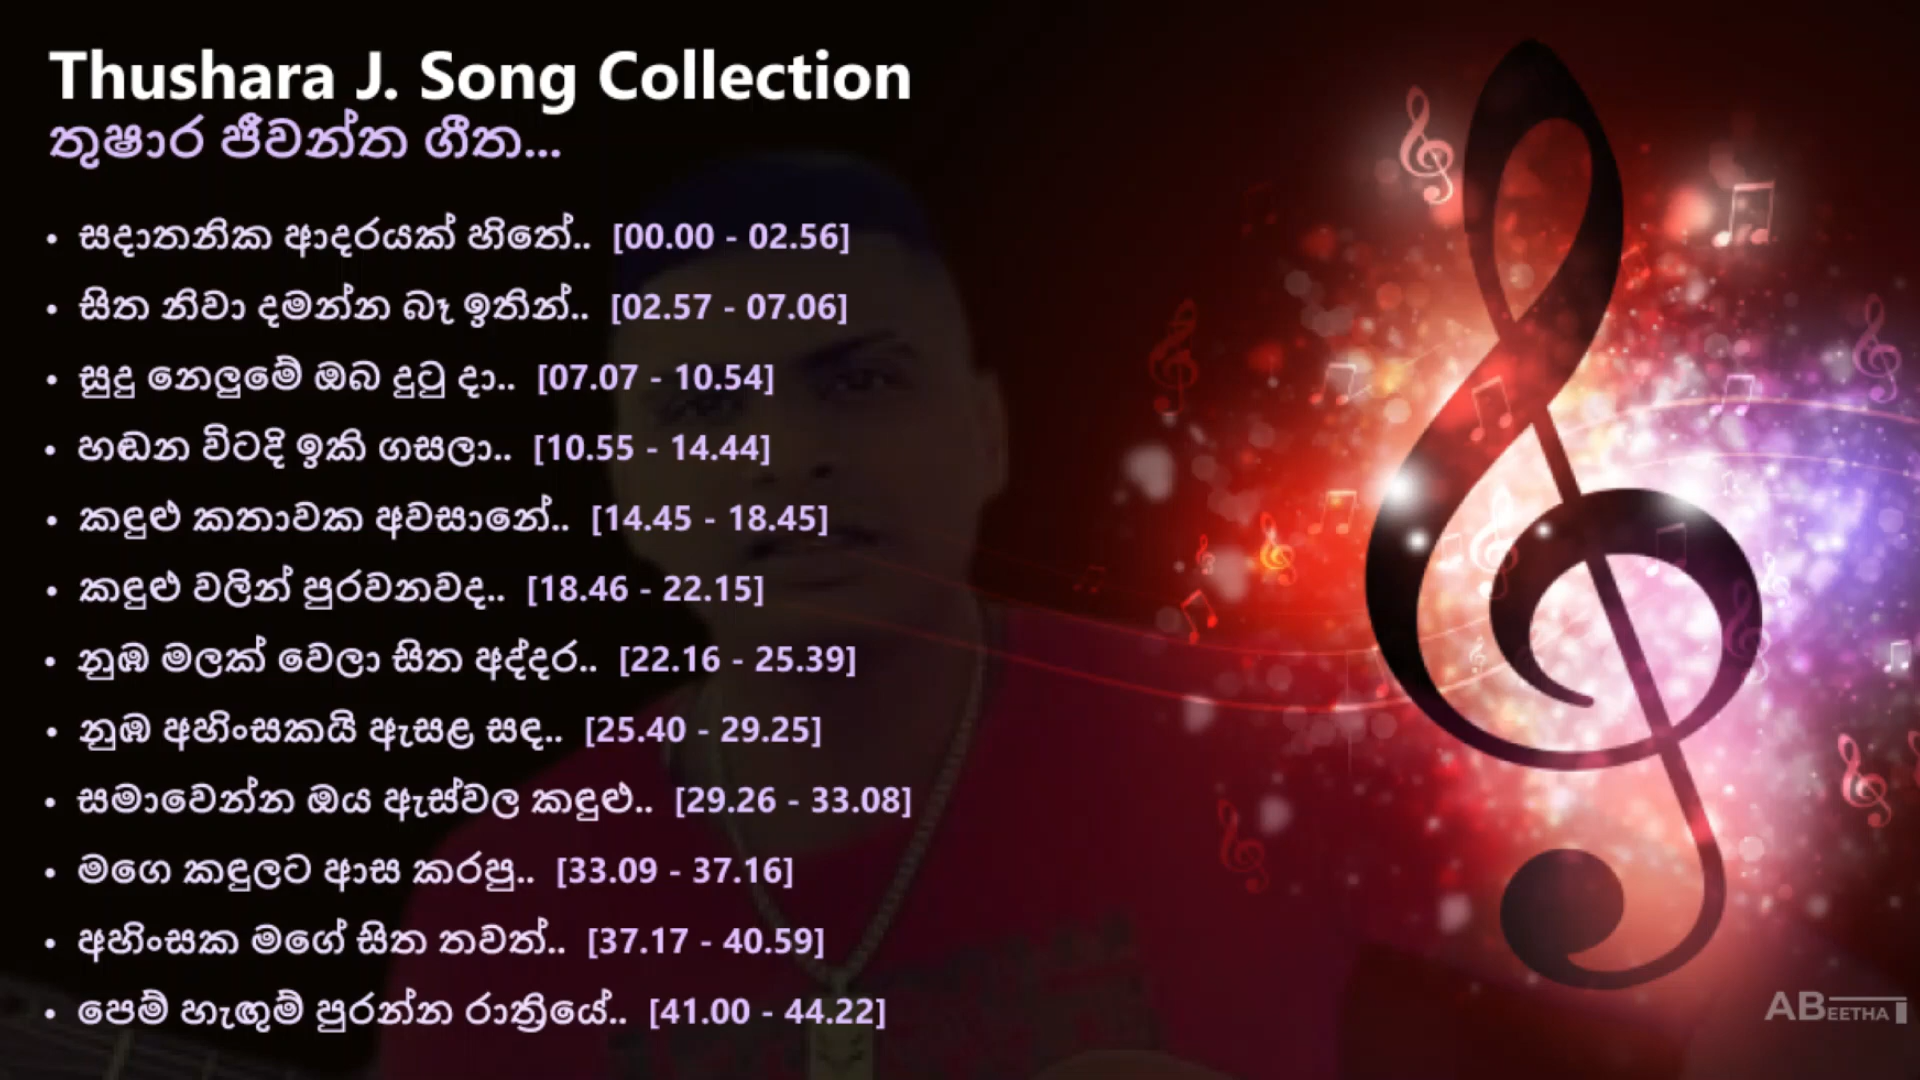 Thushara J. Song Collection
තුෂාර ජීවන්ත ගීත...
• සදාතනික ආදරයක් හිතේ.. [00.00 - 02.56]
• සිත නිවා දමන්න බෑ ඉතින්.. [02.57 - 07.06]
• සුදු නෙලුමේ ඔබ දුටු දා.. [07.07 - 10.54]
• හඬන විටදි ඉකි ගසලා.. [10.55 - 14.44]
• කඳුළු කතාවක අවසානේ.. [14.45 - 18.45]
• කඳුළු වලින් පුරවනවද.. [18.46 - 22.15]
• නුඹ මලක් වෙලා සිත අද්දර.. [22.16 - 25.39]
• නුඹ අහිංසකයි ඇසළ සඳ.. [25.40 - 29.25]
• සමාවෙන්න ඔය ඇස්වල කඳුළු.. [29.26 - 33.08]
• මගෙ කඳුලට ආස කරපු.. [33.09 - 37.16]
• අහිංසක මගේ සිත තවත්.. [37.17 - 40.59]
• පෙම් හැඟුම් පුරන්න රාත්‍රියේ.. [41.00 - 44.22]
ABEETHA